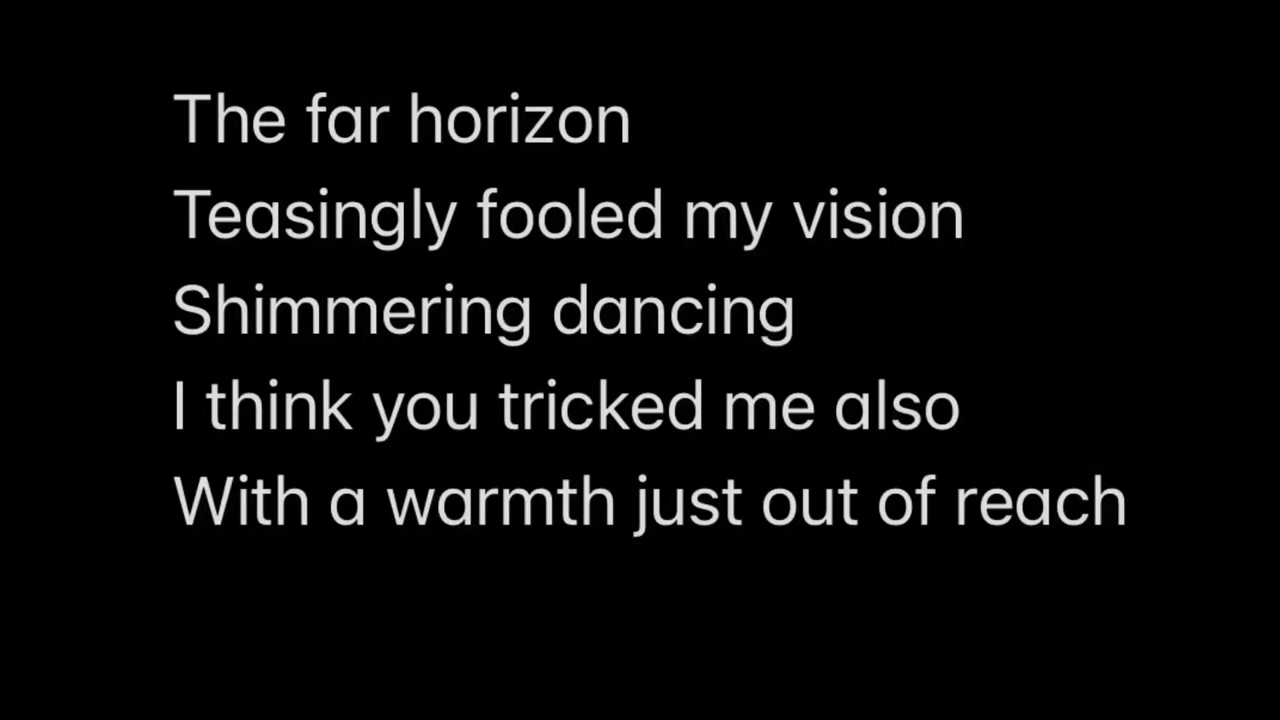 The far horizon
Teasingly fooled my vision
Shimmering dancing
I think you tricked me also
With a warmth just out of reach